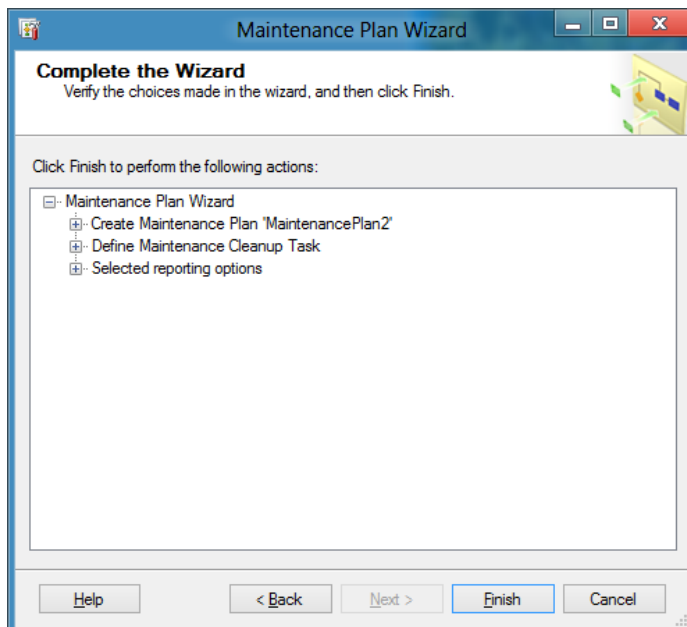 Maintenance Plan Wizard
Complete the Wizard
Verify the choices made in the wizard, and then click Finish.
Click Finish to perform the following actions:
Maintenance Plan Wizard
Create Maintenance Plan 'MaintenancePlan2'
Define Maintenance Cleanup Task
Selected reporting options
Help
< Back
Next >
Finish
Cancel